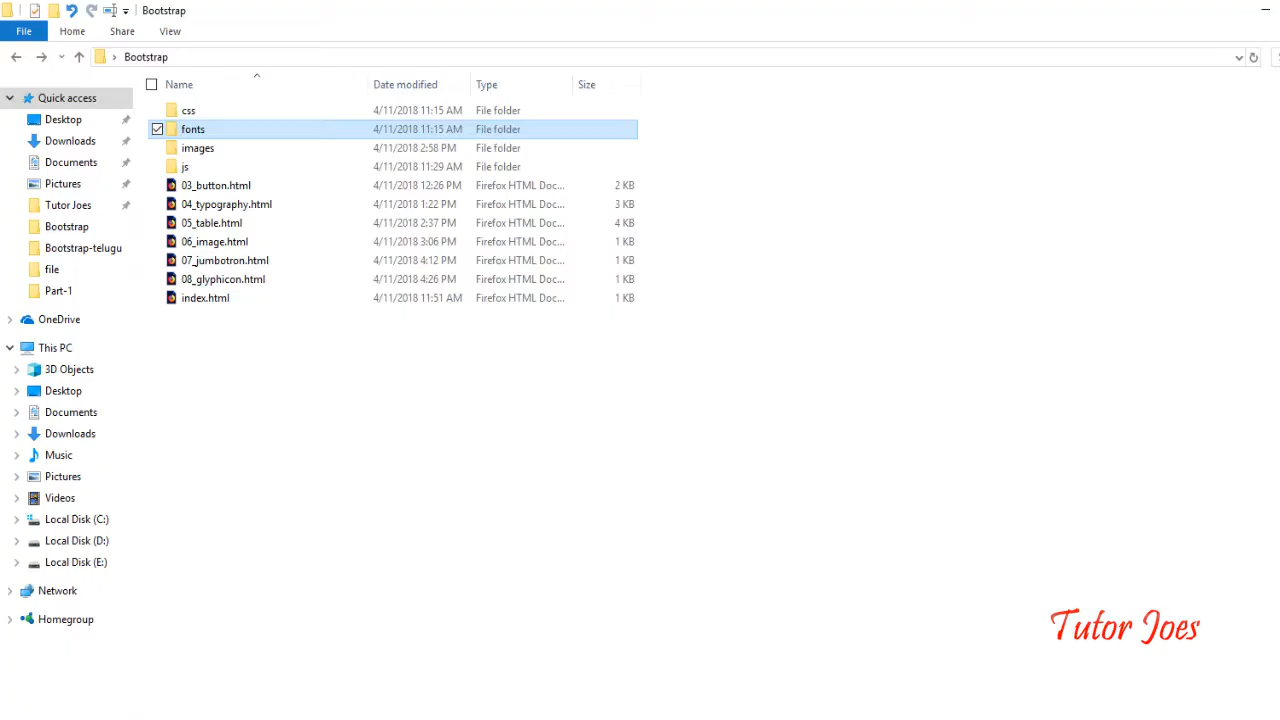 Bootstrap
File Home Share View
Bootstrap
Name Date modified Type Size
Quick access
Desktop
Downloads
Documents
Pictures
Tutor Joes
Bootstrap
Bootstrap-telugu
file
Part-1
OneDrive
This PC
3D Objects
Desktop
Documents
Downloads
Music
Pictures
Videos
Local Disk (C:)
Local Disk (D:)
Local Disk (E:)
Network
Homegroup
css 4/11/2018 11:15 AM File folder
fonts 4/11/2018 11:15 AM File folder
images 4/11/2018 2:58 PM File folder
js 4/11/2018 11:29 AM File folder
03_button.html 4/11/2018 12:26 PM Firefox HTML Doc... 2 KB
04_typography.html 4/11/2018 1:22 PM Firefox HTML Doc... 3 KB
05_table.html 4/11/2018 2:37 PM Firefox HTML Doc... 4 KB
06_image.html 4/11/2018 3:06 PM Firefox HTML Doc... 1 KB
07_jumbotron.html 4/11/2018 4:12 PM Firefox HTML Doc... 1 KB
08_glyphicon.html 4/11/2018 4:26 PM Firefox HTML Doc... 1 KB
index.html 4/11/2018 11:51 AM Firefox HTML Doc... 1 KB
Tutor Joes